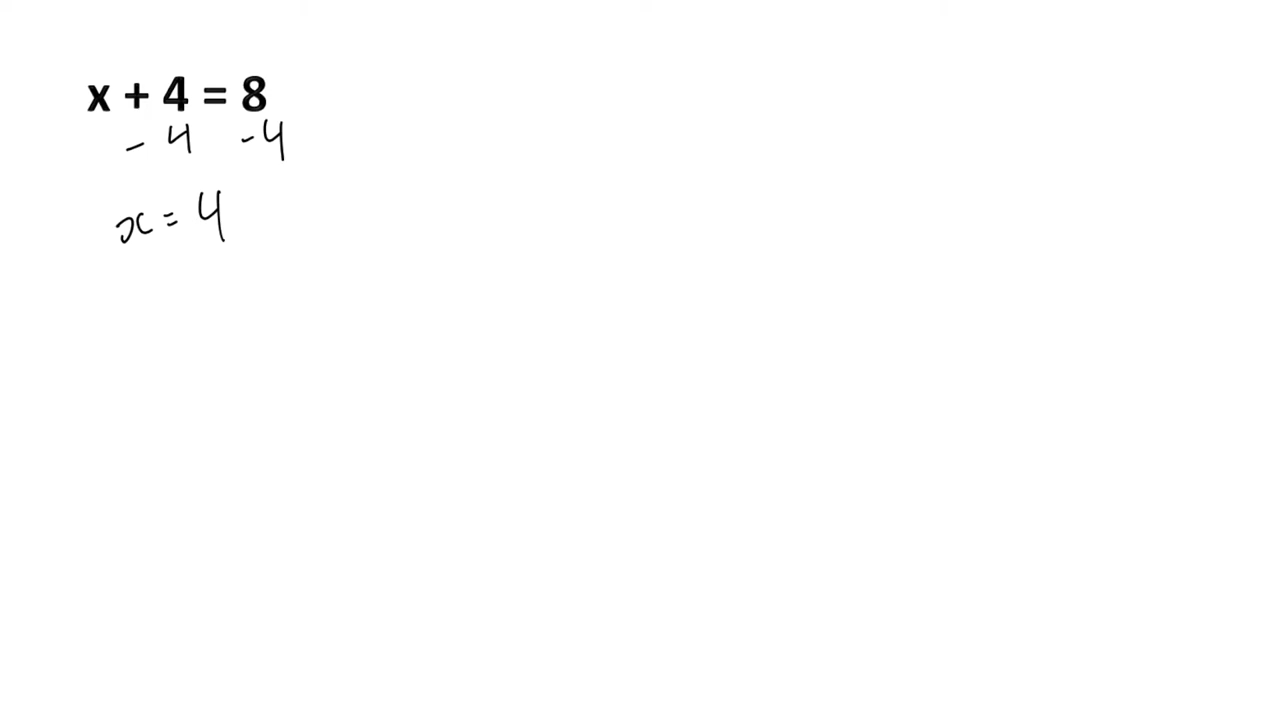 x + 4 = 8
- 4 -4
x = 4